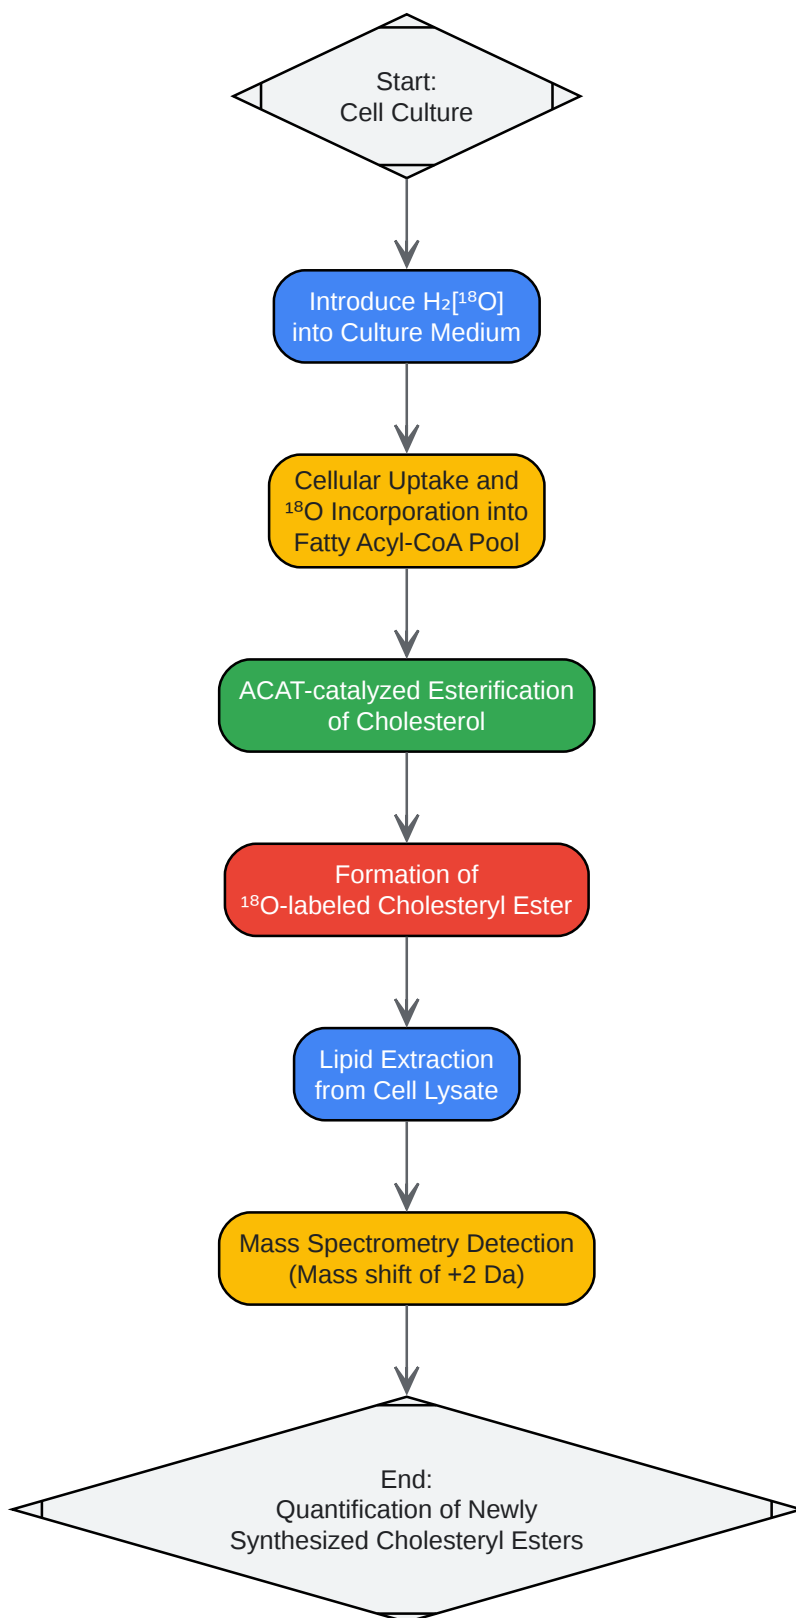 Start:
Cell Culture
Introduce H₂[¹⁸O]
into Culture Medium
Cellular Uptake and
¹⁸O Incorporation into
Fatty Acyl-CoA Pool
ACAT-catalyzed Esterification
of Cholesterol
Formation of
¹⁸O-labeled Cholesteryl Ester
Lipid Extraction
from Cell Lysate
Mass Spectrometry Detection
(Mass shift of +2 Da)
End:
Quantification of Newly
Synthesized Cholesteryl Esters